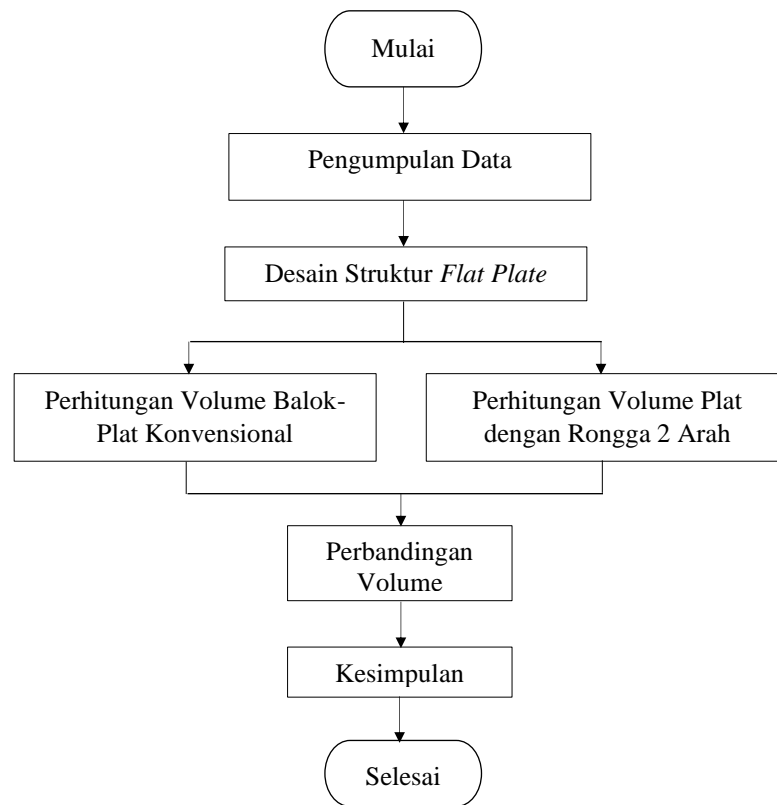 Mulai
Pengumpulan Data
Desain Struktur Flat Plate
Perhitungan Volume Balok-
Plat Konvensional
Perhitungan Volume Plat
dengan Rongga 2 Arah
Perbandingan
Volume
Kesimpulan
Selesai